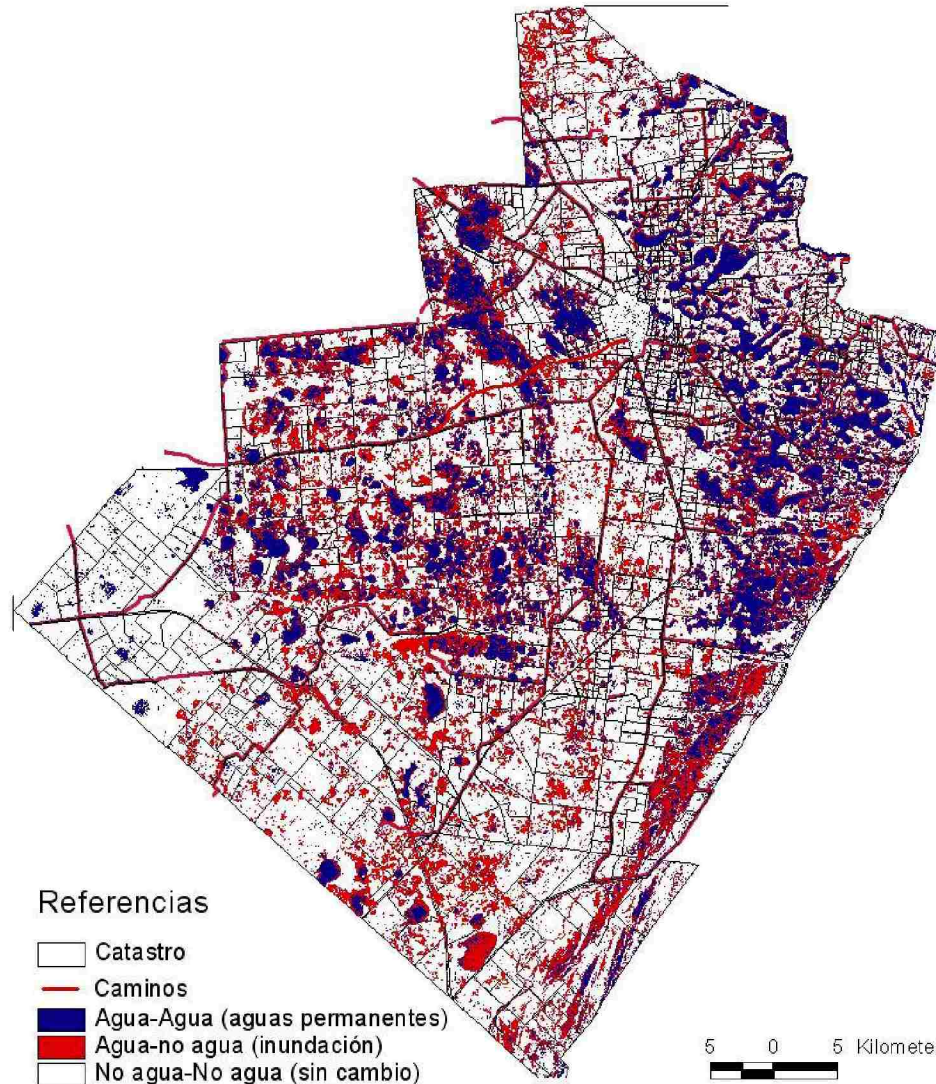 Referencias
Catastro
Caminos
Agua-Agua (aguas permanentes)
Agua-no agua (inundación)
No agua-No agua (sin cambio)
5 0 5 Kilomete